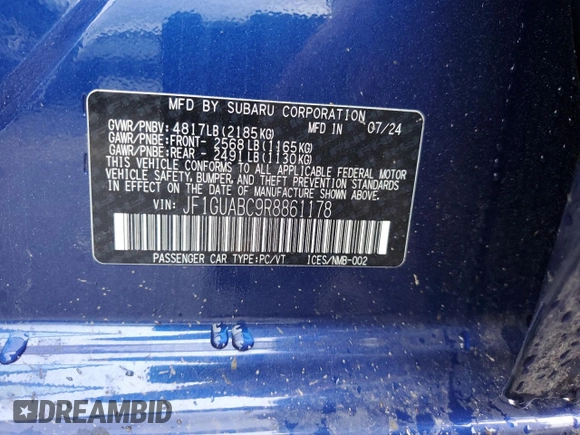 MFD BY SUBARU CORPORATION
GVWR/PNBV: 4817LB(2185KG) MFD IN 07/24
GAWR/PNBE:FRONT- 2568LB(1165KG)
GAWR/PNBE:REAR - 2491LB(1130KG)
THIS VEHICLE CONFORMS TO ALL APPLICABLE FEDERAL MOTOR
VEHICLE SAFETY, BUMPER, AND THEFT PREVENTION STANDARDS
IN EFFECT ON THE DATE OF MANUFACTURE SHOWN ABOVE.
VIN: JF1GUABC9R8861178
PASSENGER CAR TYPE:PC/VT ICES/NMB-002
DREAMBID